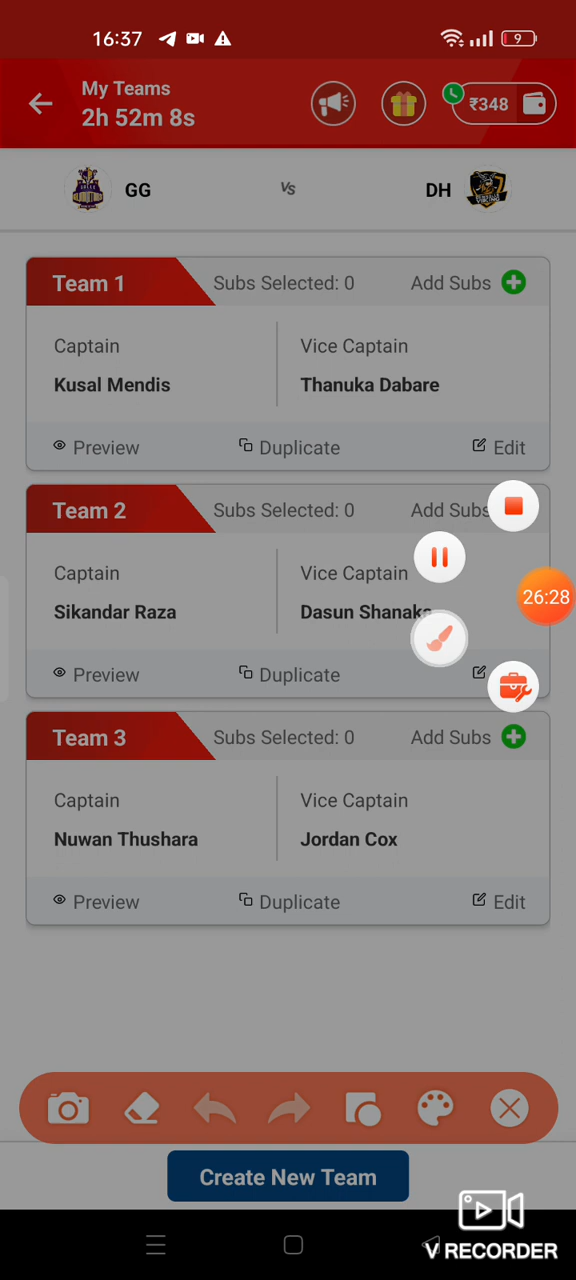 16:37
9
My Teams
2h 52m 8s
₹348
GG
Vs
DH
Team 1
Subs Selected: 0
Add Subs
Captain
Vice Captain
Kusal Mendis
Thanuka Dabare
Preview
Duplicate
Edit
Team 2
Subs Selected: 0
Add Subs
Captain
Vice Captain
Sikandar Raza
Dasun Shanaka
26:28
Preview
Duplicate
Team 3
Subs Selected: 0
Add Subs
Captain
Vice Captain
Nuwan Thushara
Jordan Cox
Preview
Duplicate
Edit
Create New Team
V RECORDER